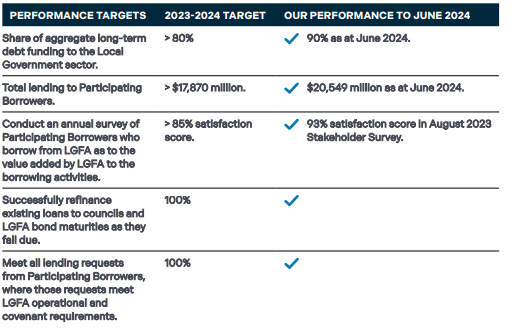 PERFORMANCE TARGETS 2023-2024 TARGET OUR PERFORMANCE TO JUNE 2024
Share of aggregate long-term
debt funding to the Local
Government sector.
> 80%
90% as at June 2024.
Total lending to Participating
Borrowers.
> $17,870 million.
$20,549 million as at June 2024.
Conduct an annual survey of
Participating Borrowers who
borrow from LGFA as to the
value added by LGFA to the
borrowing activities.
> 85% satisfaction
score.
93% satisfaction score in August 2023
Stakeholder Survey.
Successfully refinance
existing loans to councils and
LGFA bond maturities as they
fall due.
100%
Meet all lending requests
from Participating Borrowers,
where those requests meet
LGFA operational and
covenant requirements.
100%